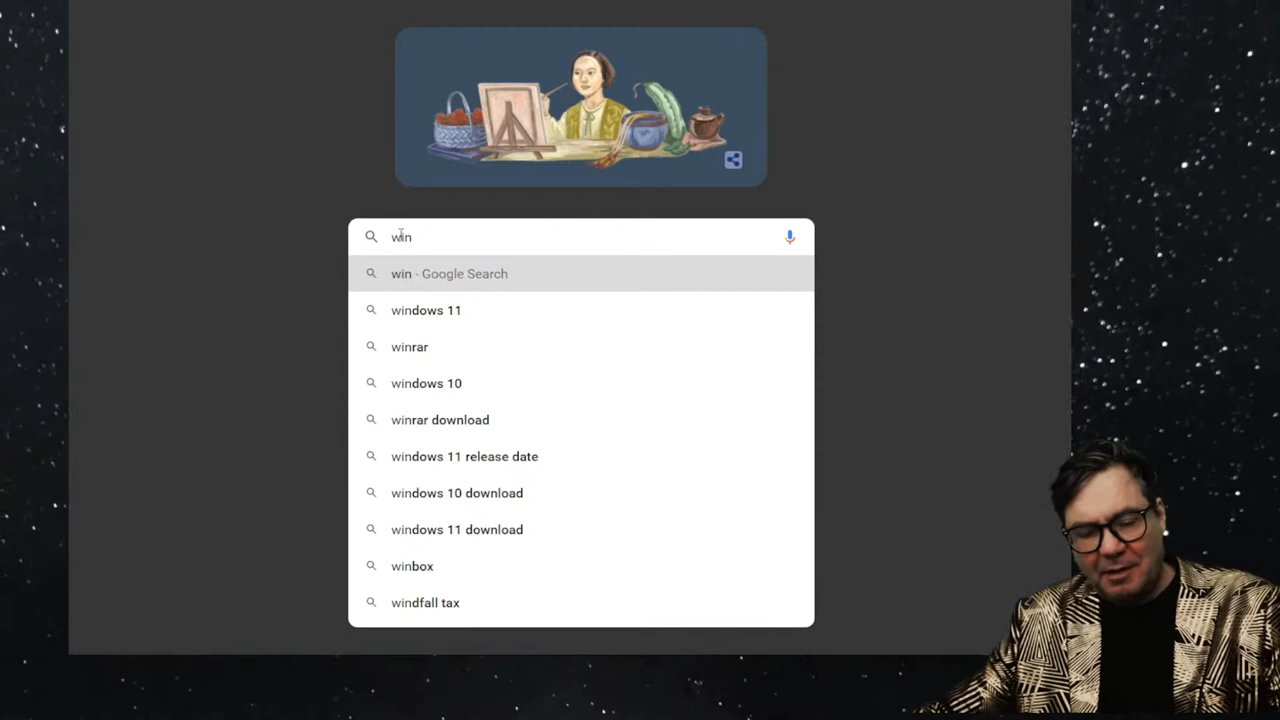 win
win - Google Search
windows 11
winrar
windows 10
winrar download
windows 11 release date
windows 10 download
windows 11 download
winbox
windfall tax